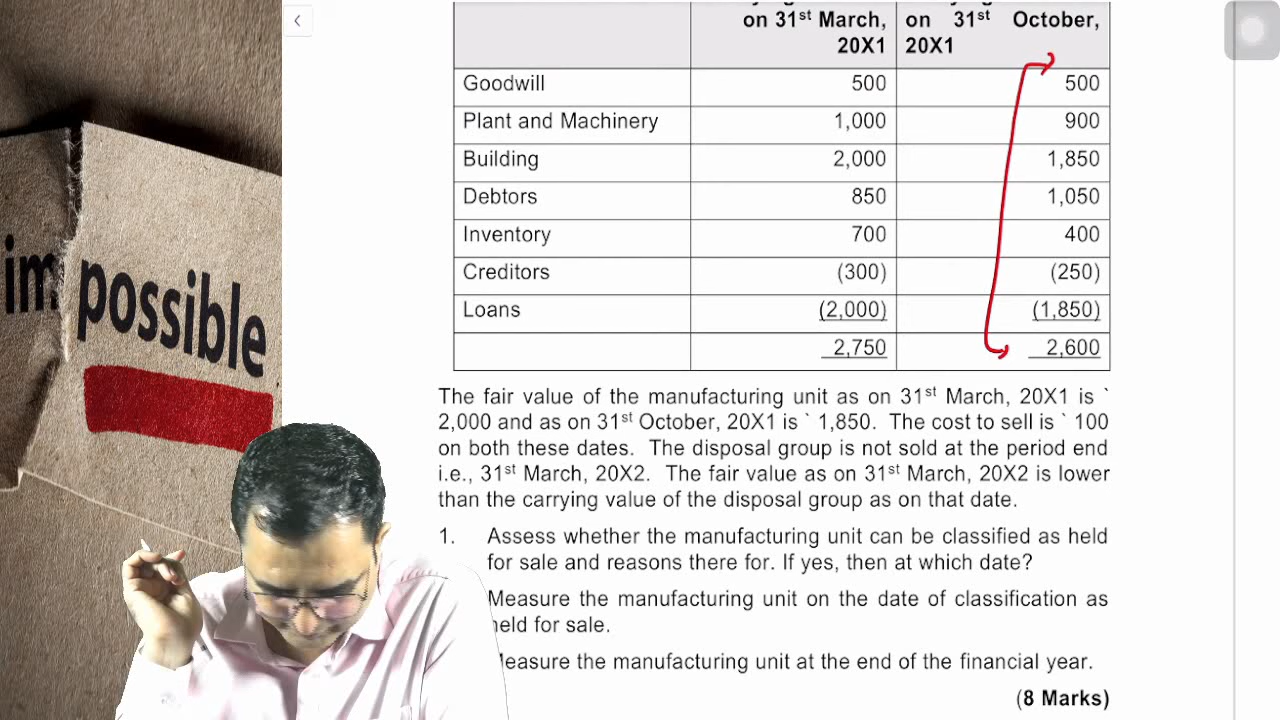 impossible
on 31st March, 20X1
on 31st October, 20X1
Goodwill 500 500
Plant and Machinery 1,000 900
Building 2,000 1,850
Debtors 850 1,050
Inventory 700 400
Creditors (300) (250)
Loans (2,000) (1,850)
2,750 2,600
The fair value of the manufacturing unit as on 31st March, 20X1 is `
2,000 and as on 31st October, 20X1 is ` 1,850. The cost to sell is ` 100
on both these dates. The disposal group is not sold at the period end
i.e., 31st March, 20X2. The fair value as on 31st March, 20X2 is lower
than the carrying value of the disposal group as on that date.
1. Assess whether the manufacturing unit can be classified as held
for sale and reasons there for. If yes, then at which date?
Measure the manufacturing unit on the date of classification as
held for sale.
Measure the manufacturing unit at the end of the financial year.
(8 Marks)